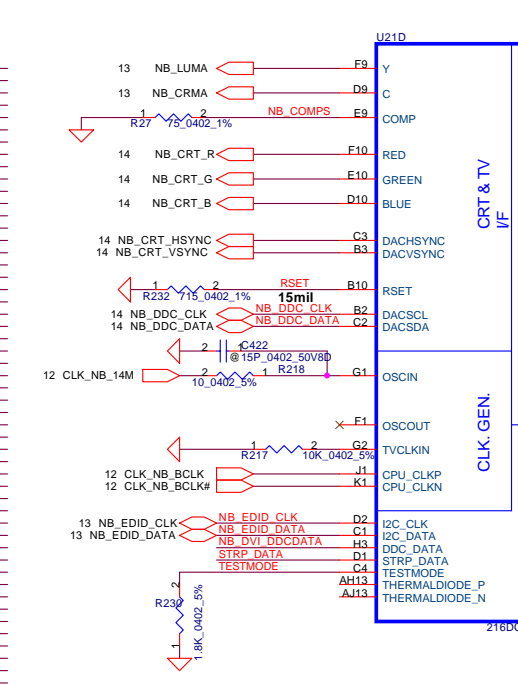 U21D
13 NB_LUMA F9 Y
13 NB_CRMA D9 C
1 2 NB_COMPS E9 COMP
R27 75_0402_1%
14 NB_CRT_R F10 RED
14 NB_CRT_G E10 GREEN
14 NB_CRT_B D10 BLUE
CRT & TV
I/F
14 NB_CRT_HSYNC C3 DACHSYNC
14 NB_CRT_VSYNC B3 DACVSYNC
1 2 RSET B10 RSET
R232 715_0402_1% 15mil
14 NB_DDC_CLK NB_DDC_CLK B2 DACSCL
14 NB_DDC_DATA NB_DDC_DATA C2 DACSDA
2 1 C422
@15P_0402_50V8D
12 CLK_NB_14M 2 1 R218 G1 OSCIN
10_0402_5%
F1 OSCOUT
1 2 G2 TVCLKIN
R217 10K_0402_5%
CLK. GEN.
12 CLK_NB_BCLK J1 CPU_CLKP
12 CLK_NB_BCLK# K1 CPU_CLKN
13 NB_EDID_CLK NB_EDID_CLK D2 I2C_CLK
13 NB_EDID_DATA NB_EDID_DATA C1 I2C_DATA
NB_DVI_DDCDATA H3 DDC_DATA
STRP_DATA D1 STRP_DATA
TESTMODE C4 TESTMODE
AH13 THERMALDIODE_P
AJ13 THERMALDIODE_N
2
R230
1.8K_0402_5%
1
216DC